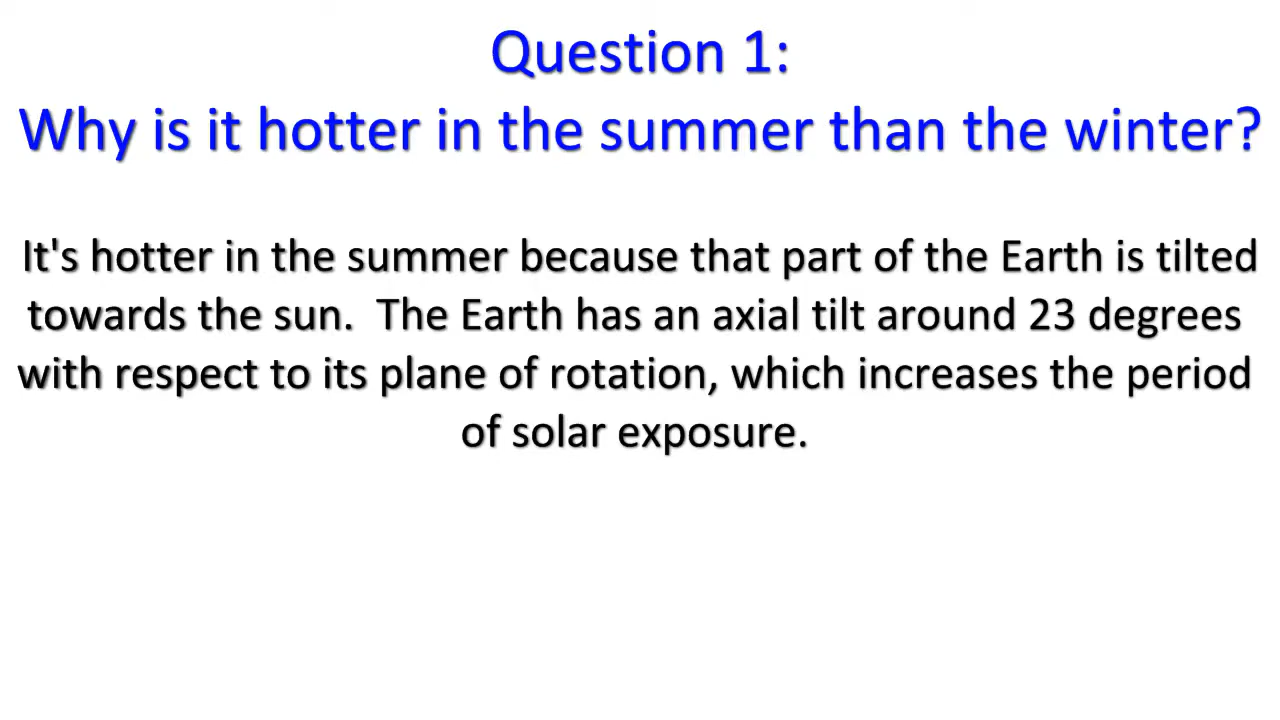 Question 1:
Why is it hotter in the summer than the winter?
It's hotter in the summer because that part of the Earth is tilted
towards the sun.  The Earth has an axial tilt around 23 degrees
with respect to its plane of rotation, which increases the period
of solar exposure.